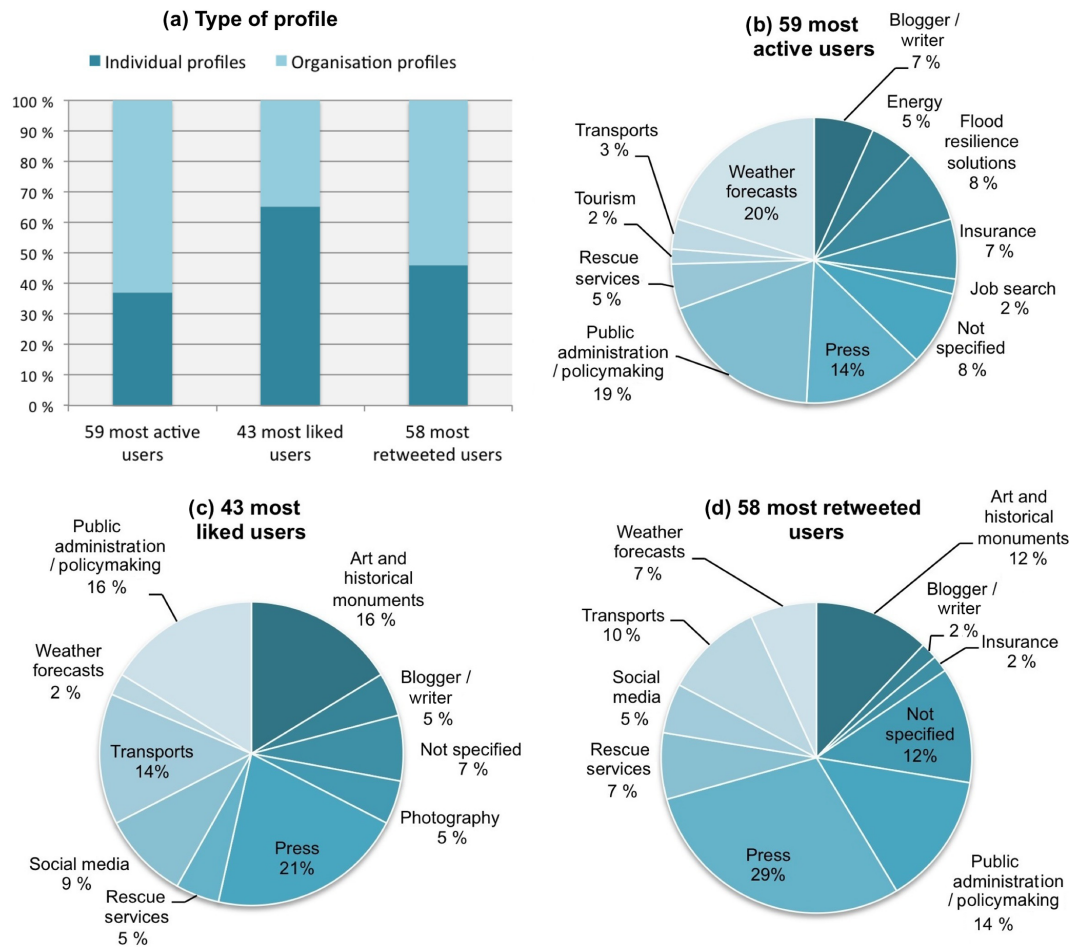 (a) Type of profile
Individual profiles
Organisation profiles
100 %
90 %
80 %
70 %
60 %
50 %
40 %
30 %
20 %
10 %
0 %
59 most active
users
43 most liked
users
58 most
retweeted users
(b) 59 most
active users
Blogger /
writer
7 %
Energy
5 %
Flood
resilience
solutions
8 %
Insurance
7 %
Job search
2 %
Not
specified
8 %
Press
14%
Public
administration
/ policymaking
19 %
Rescue
services
5 %
Tourism
2 %
Transports
3 %
Weather
forecasts
20%
(c) 43 most
liked users
Art and
historical
monuments
16 %
Blogger /
writer
5 %
Not specified
7 %
Photography
5 %
Press
21%
Rescue
services
5 %
Social media
9 %
Transports
14%
Weather
forecasts
2 %
Public
administration
/ policymaking
16 %
(d) 58 most retweeted
users
Art and
historical
monuments
12 %
Blogger /
writer
2 %
Insurance
2 %
Not
specified
12%
Public
administration
/ policymaking
14 %
Press
29%
Rescue
services
7 %
Social
media
5 %
Transports
10 %
Weather
forecasts
7 %